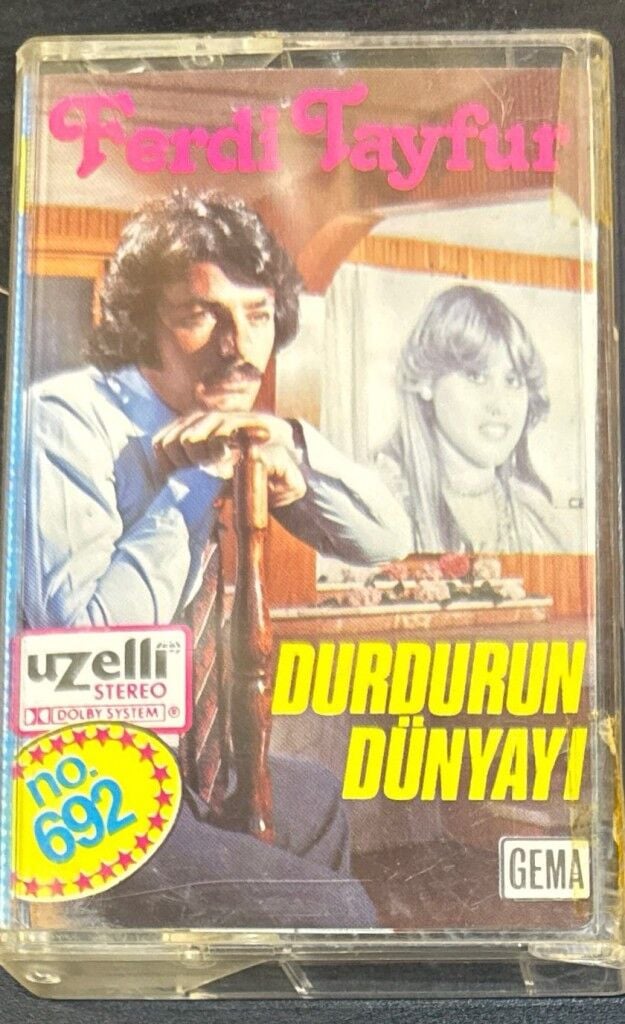 Ferdi Tayfur
uzelli
STEREO
DOLBY SYSTEM ®
DURDURUN
DÜNYAYI
no.
692
GEMA